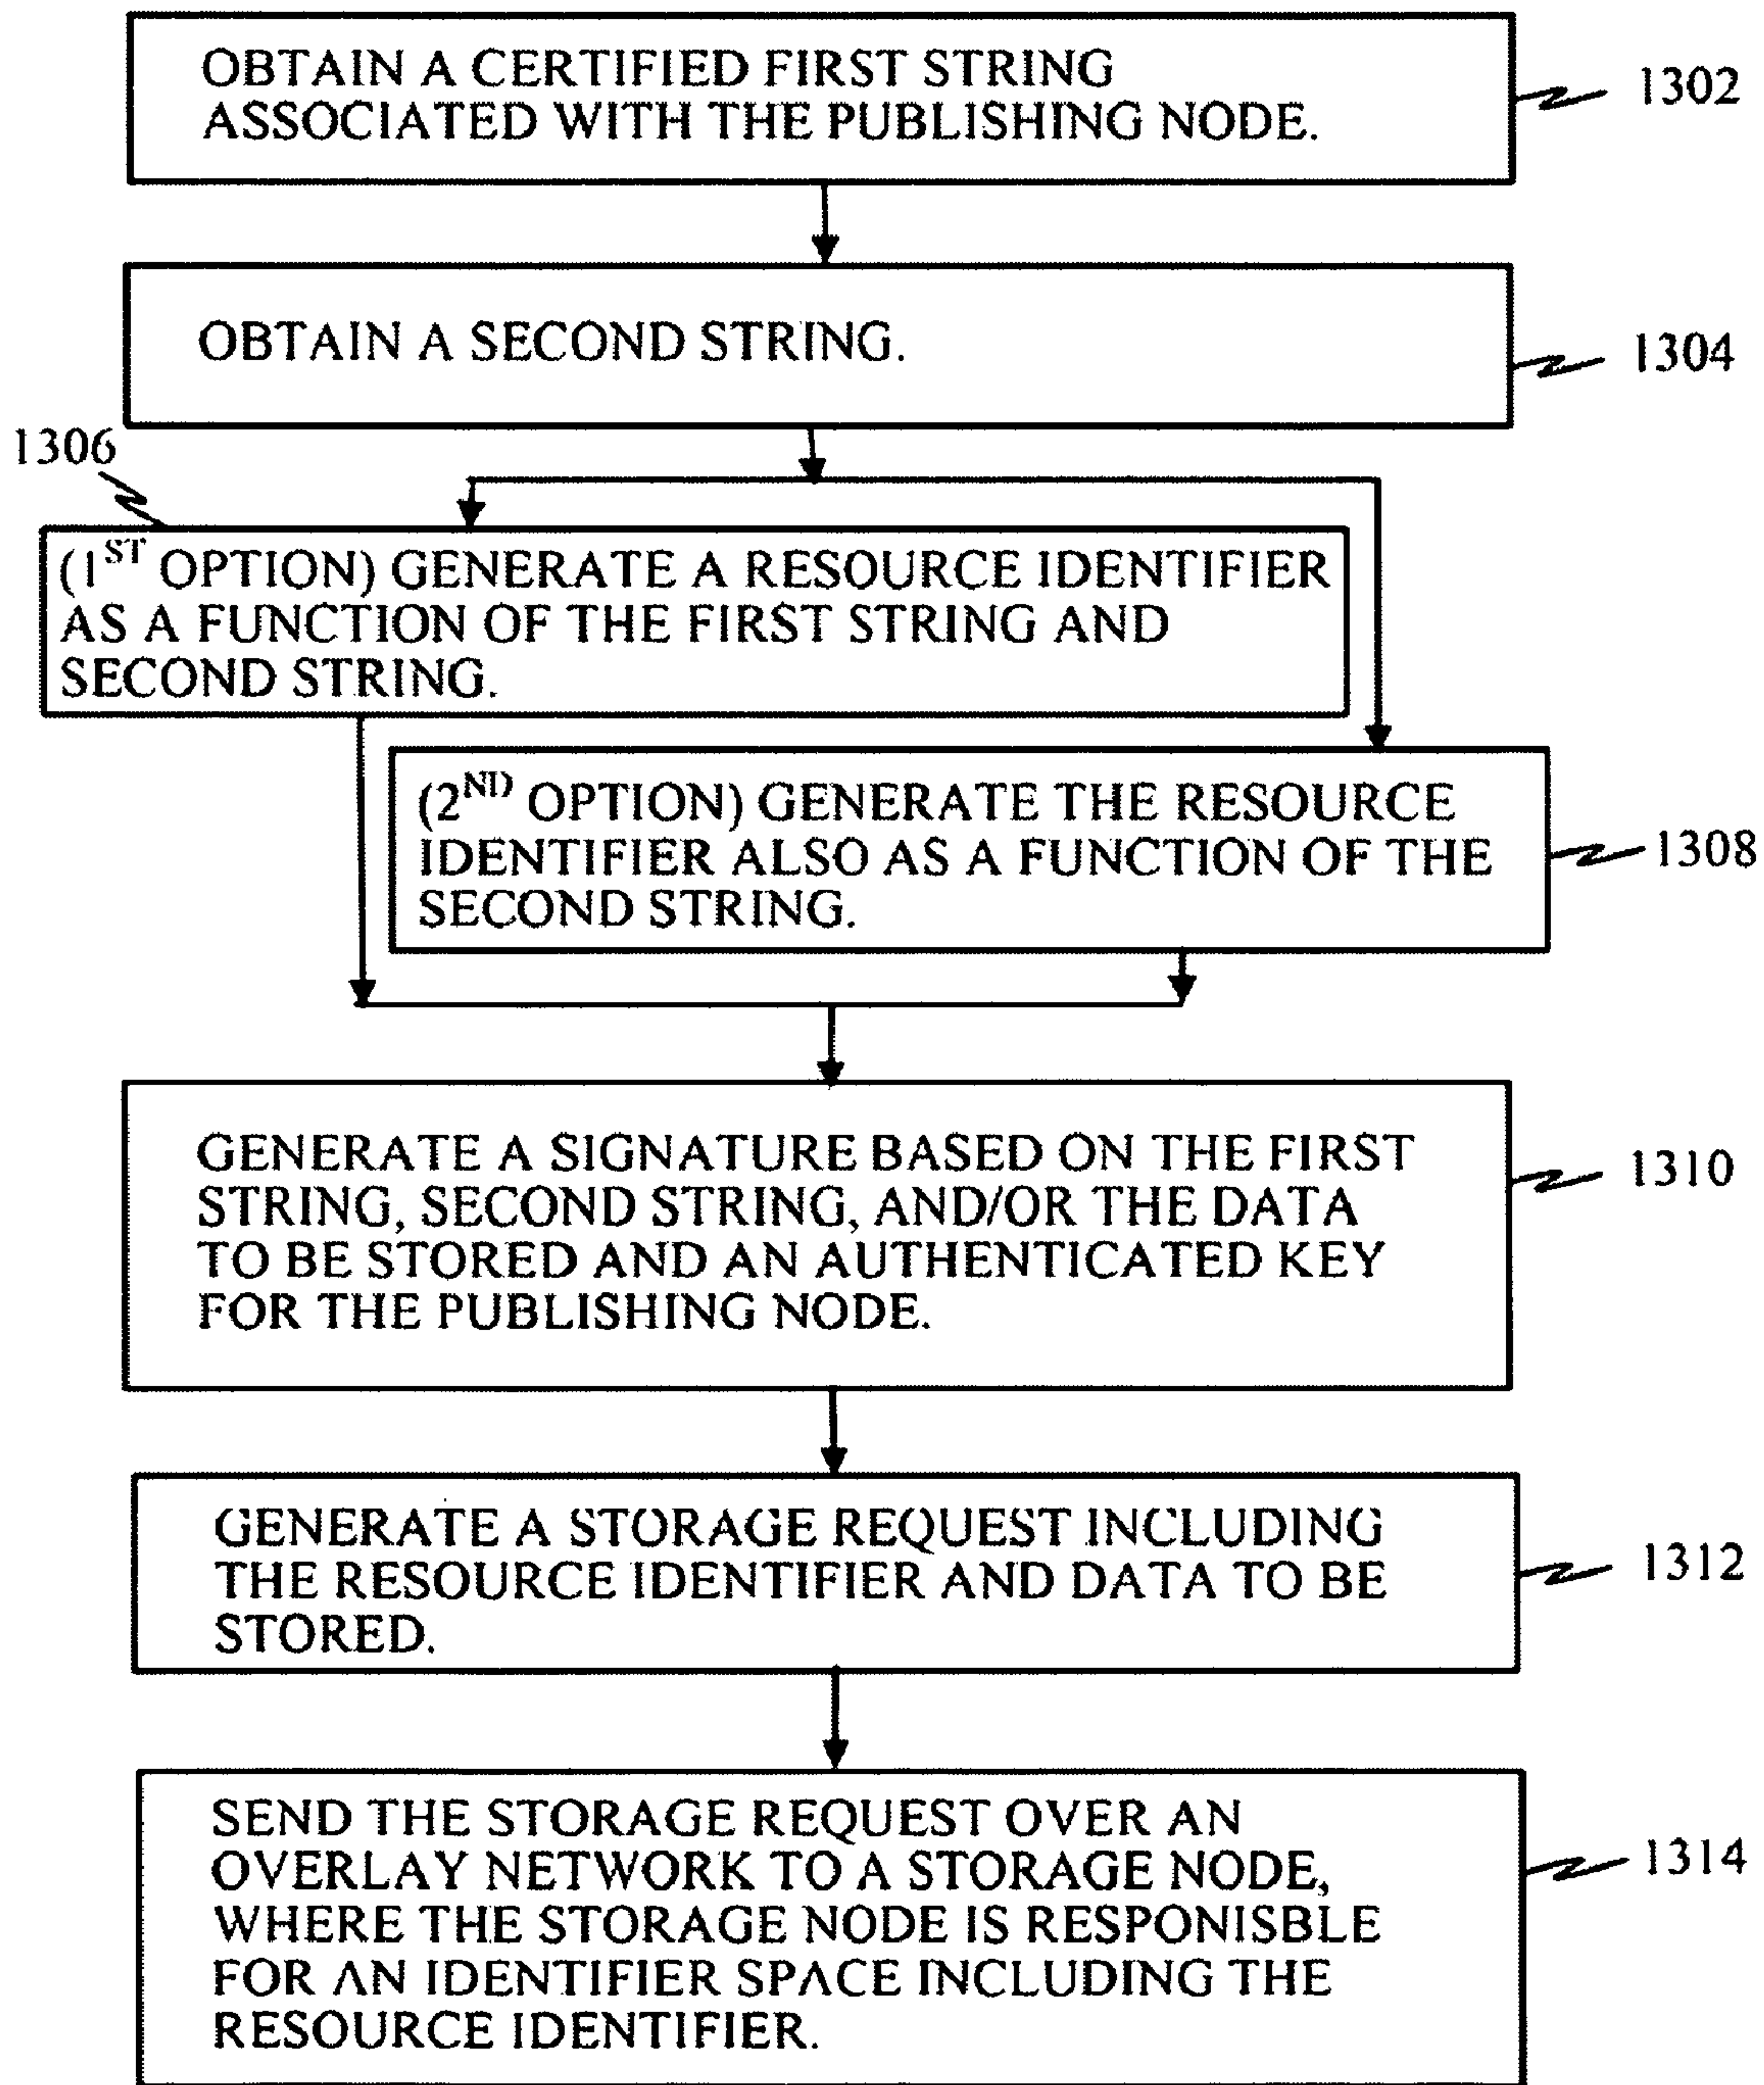 OBTAIN A CERTIFIED FIRST STRING
ASSOCIATED WITH THE PUBLISHING NODE.
1302
OBTAIN A SECOND STRING.
1304
1306
(1ST OPTION) GENERATE A RESOURCE IDENTIFIER
AS A FUNCTION OF THE FIRST STRING AND
SECOND STRING.
(2ND OPTION) GENERATE THE RESOURCE
IDENTIFIER ALSO AS A FUNCTION OF THE
SECOND STRING.
1308
GENERATE A SIGNATURE BASED ON THE FIRST
STRING, SECOND STRING, AND/OR THE DATA
TO BE STORED AND AN AUTHENTICATED KEY
FOR THE PUBLISHING NODE.
1310
GENERATE A STORAGE REQUEST INCLUDING
THE RESOURCE IDENTIFIER AND DATA TO BE
STORED.
1312
SEND THE STORAGE REQUEST OVER AN
OVERLAY NETWORK TO A STORAGE NODE,
WHERE THE STORAGE NODE IS RESPONISBLE
FOR AN IDENTIFIER SPACE INCLUDING THE
RESOURCE IDENTIFIER.
1314